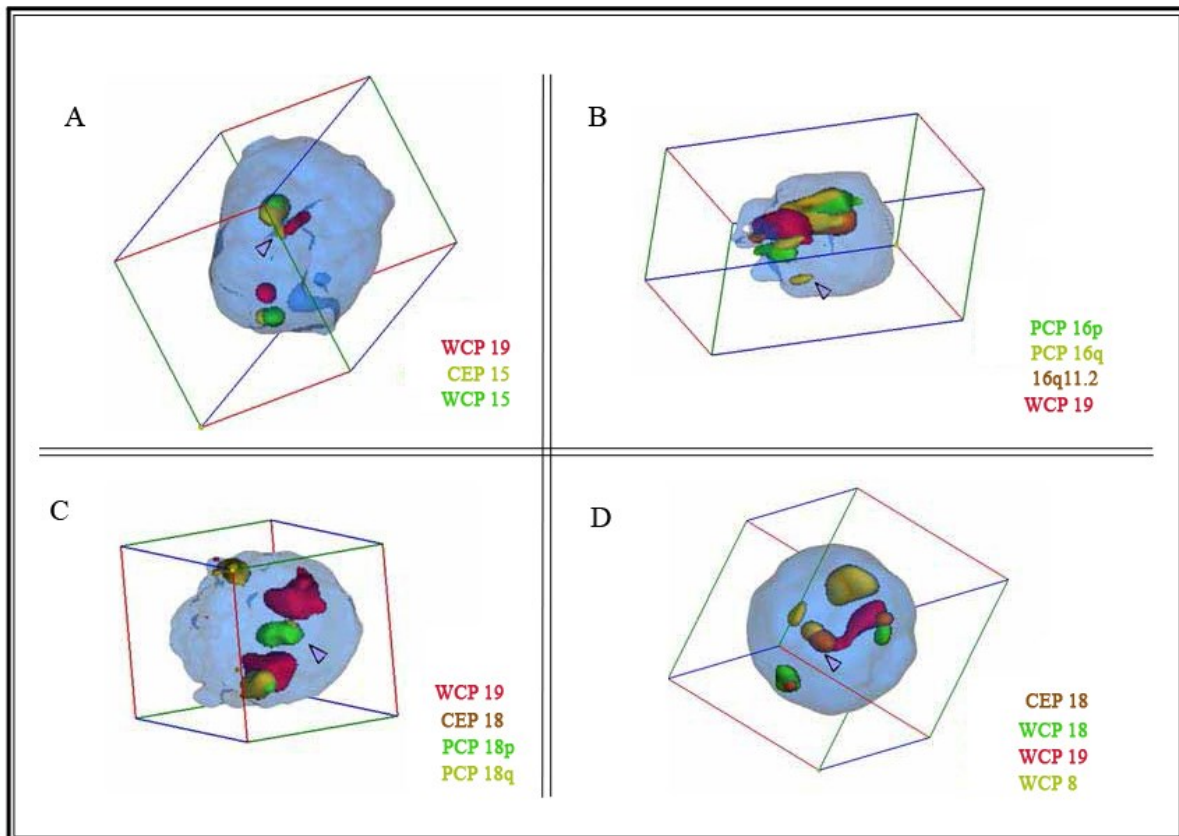 A
WCP 19
CEP 15
WCP 15
B
PCP 16p
PCP 16q
16q11.2
WCP 19
C
WCP 19
CEP 18
PCP 18p
PCP 18q
D
CEP 18
WCP 18
WCP 19
WCP 8